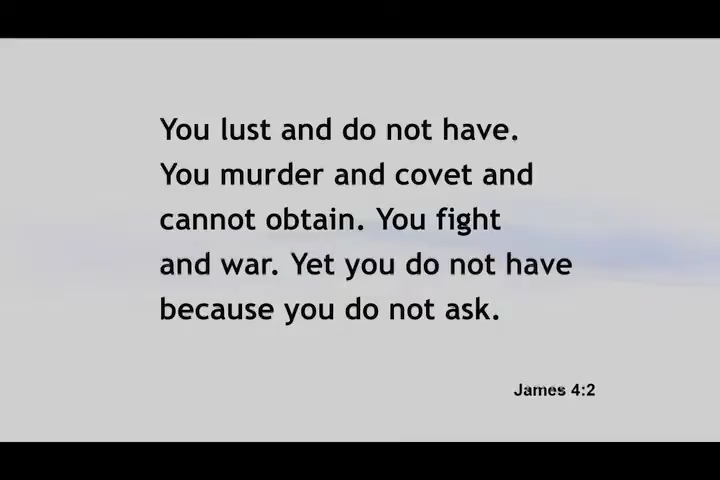 You lust and do not have.
You murder and covet and
cannot obtain. You fight
and war. Yet you do not have
because you do not ask.
James 4:2